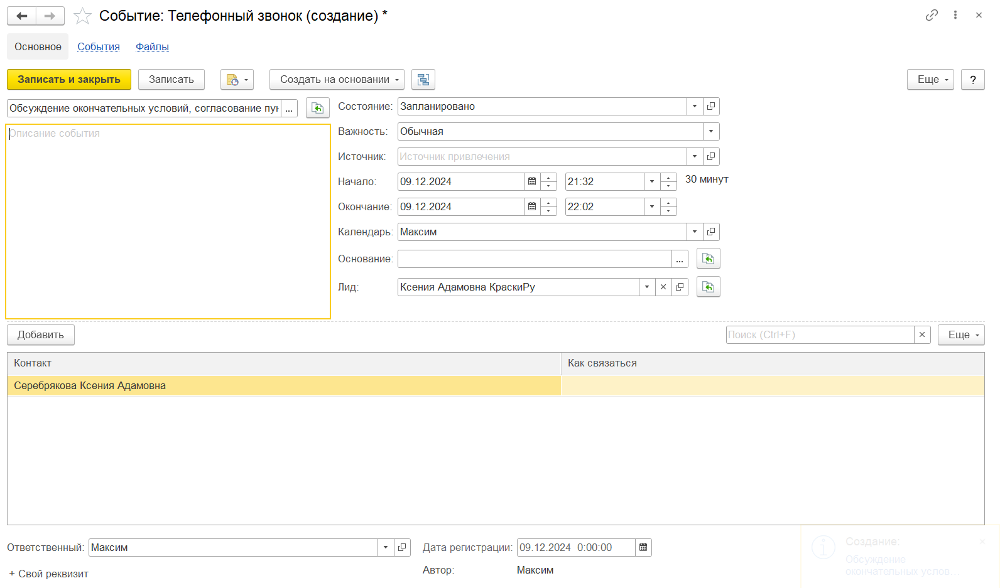 Событие: Телефонный звонок (создание) *
Основное События Файлы
Записать и закрыть Записать Создать на основании Еще ?
Обсуждение окончательных условий, согласование пун ...
Описание события
Состояние: Запланировано
Важность: Обычная
Источник: Источник привлечения
Начало: 09.12.2024 21:32 30 минут
Окончание: 09.12.2024 22:02
Календарь: Максим
Основание: ...
Лид: Ксения Адамовна КраскиРу
Добавить Поиск (Ctrl+F) Еще
Контакт Как связаться
Серебрякова Ксения Адамовна
Ответственный: Максим Дата регистрации: 09.12.2024 0:00:00
+ Свой реквизит Автор: Максим
Создание:
Обсуждение
окончательных услов...